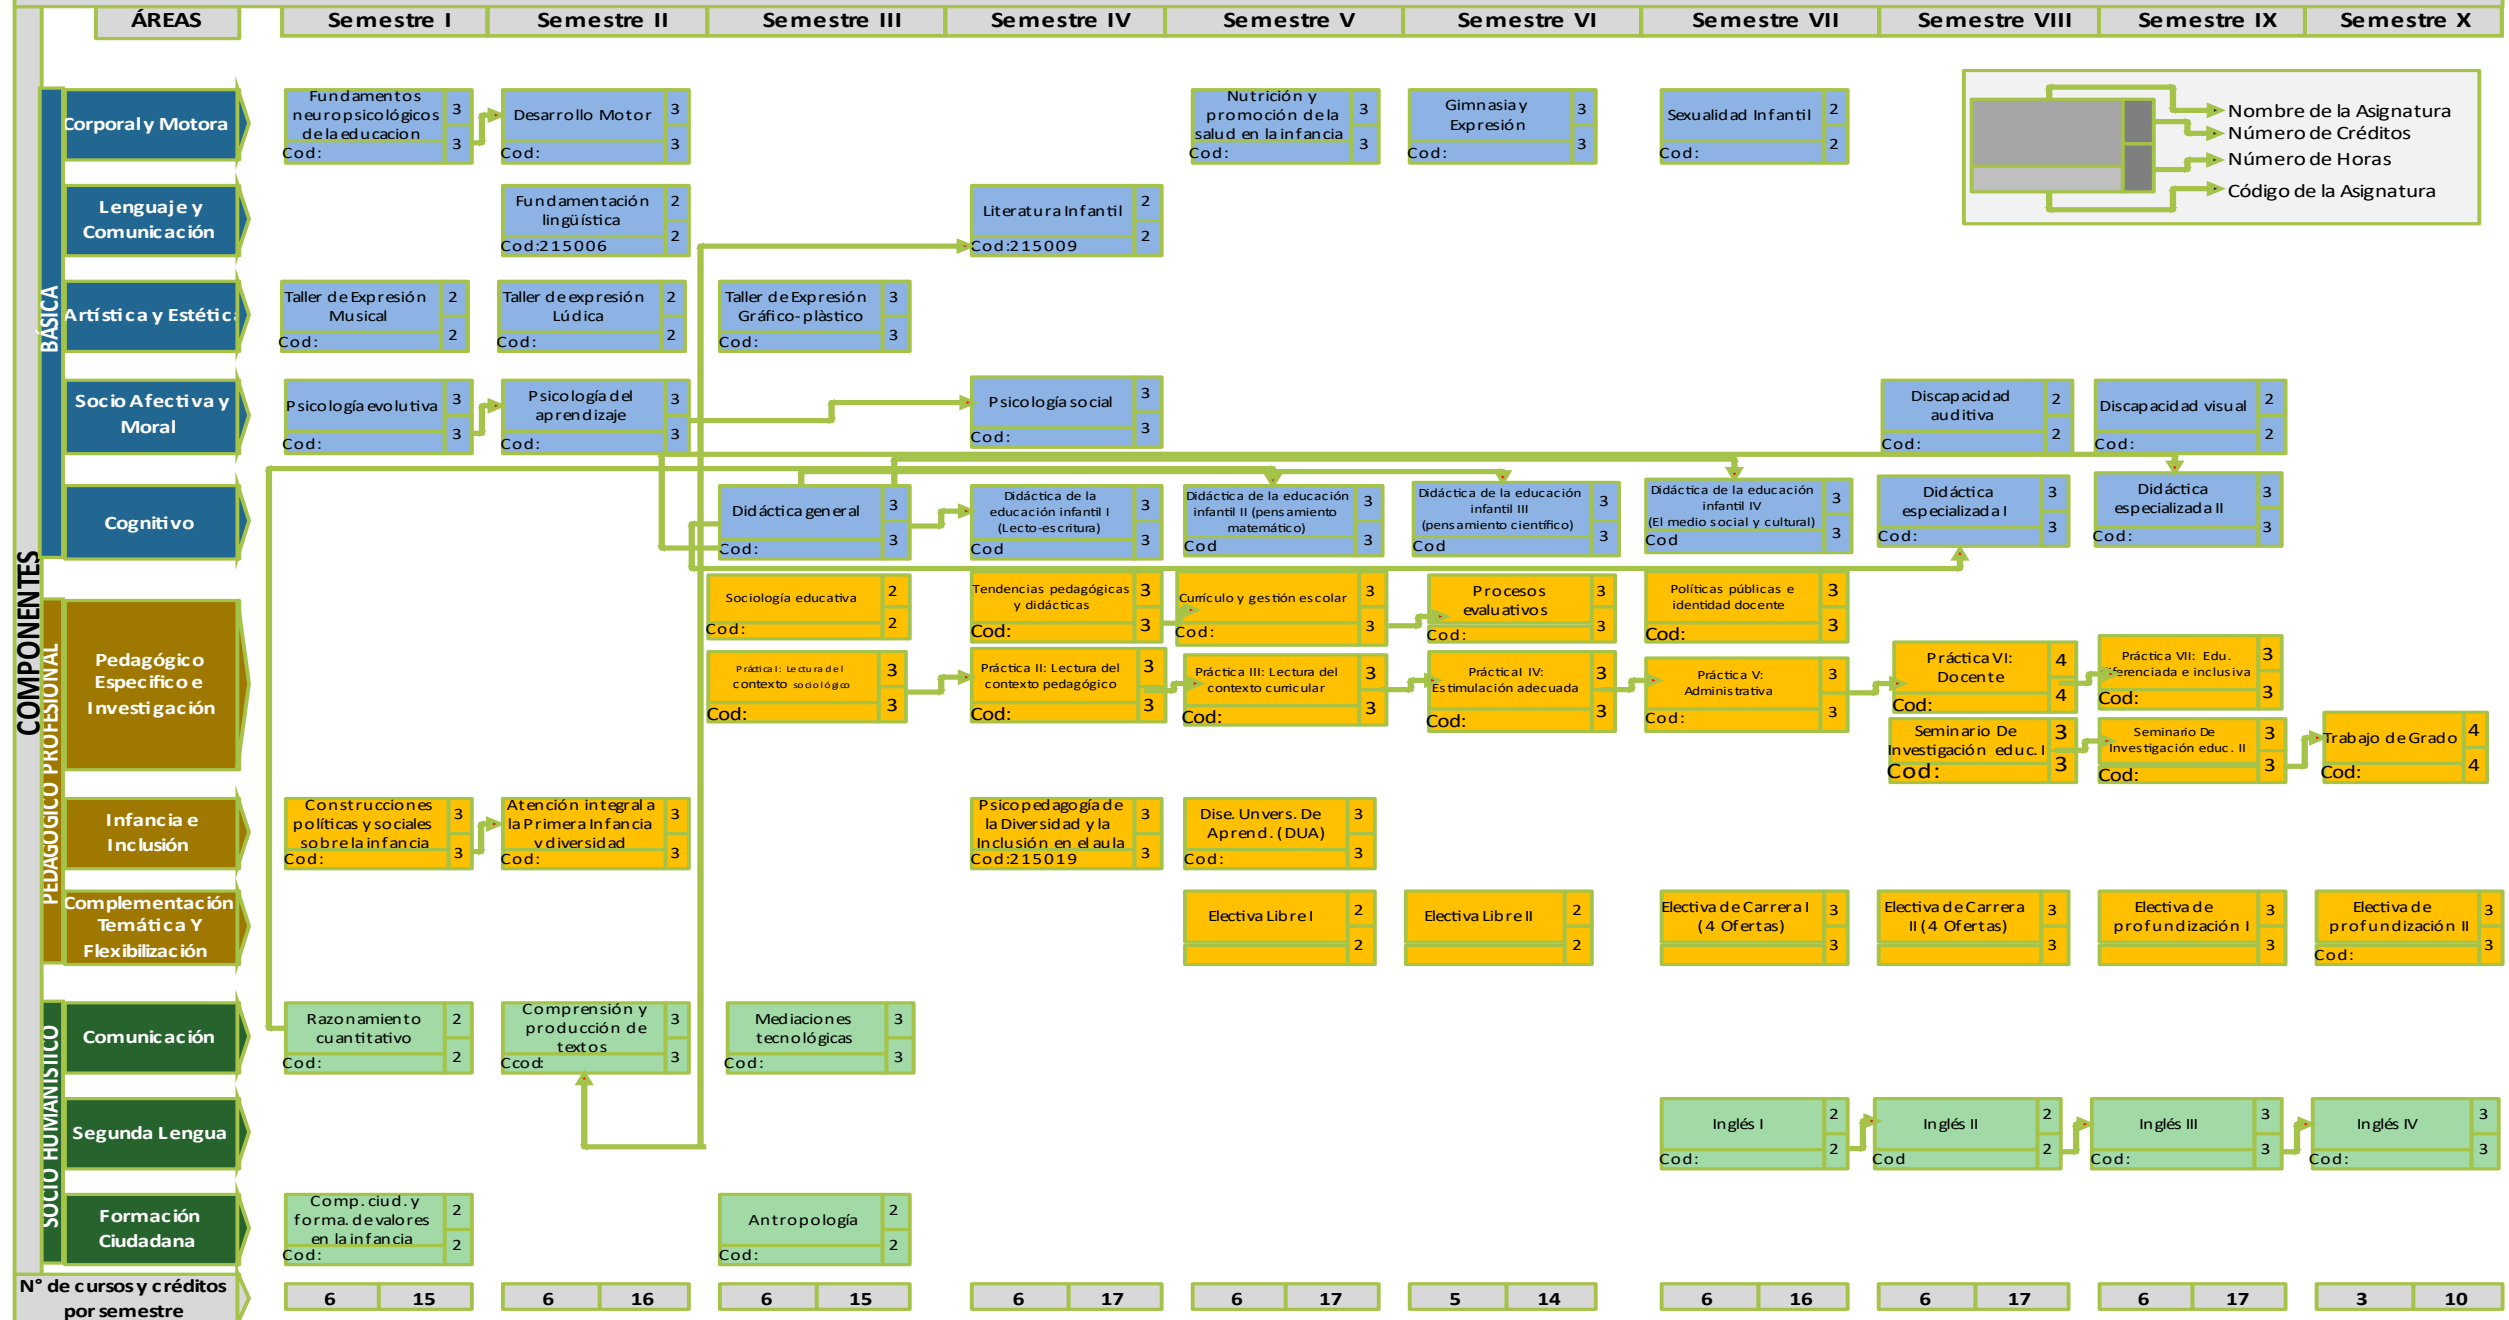 ÁREAS
Semestre I
Semestre II
Semestre III
Semestre IV
Semestre V
Semestre VI
Semestre VII
Semestre VIII
Semestre IX
Semestre X
COMPONENTES
BÁSICA
Corporal y Motora
Fundamentos
neuropsicológicos
de la educacion
Cod:
3
3
Desarrollo Motor
Cod:
3
3
Nutrición y
promoción de la
salud en la infancia
Cod:
3
3
Gimnasia y
Expresión
Cod:
3
3
Sexualidad Infantil
Cod:
2
2
Nombre de la Asignatura
Número de Créditos
Número de Horas
Código de la Asignatura
Lenguaje y
Comunicación
Fundamentación
lingüística
Cod:215006
2
2
Literatura Infantil
Cod:215009
2
2
Artística y Estétic
Taller de Expresión
Musical
Cod:
2
2
Taller de expresión
Lúdica
Cod:
2
2
Taller de Expresión
Gráfico- plàstico
Cod:
3
3
Socio Afectiva y
Moral
Psicología evolutiva
Cod:
3
3
Psicología del
aprendizaje
Cod:
3
3
Psicología social
Cod:
3
3
Discapacidad
auditiva
Cod:
2
2
Discapacidad visual
Cod:
2
2
Cognitivo
Didáctica general
Cod:
3
3
Didáctica de la
educación infantil I
(Lecto-escritura)
Cod
3
3
Didáctica de la educación
infantil II (pensamiento
matemático)
Cod
3
3
Didáctica de la educación
infantil III
(pensamiento científico)
Cod
3
3
Didáctica de la educación
infantil IV
(El medio social y cultural)
Cod
3
3
Didáctica
especializada I
Cod:
3
3
Didáctica
especializada II
Cod:
3
3
PEDAGOGICO PROFESIONAL
Pedagógico
Especifico e
Investigación
Sociología educativa
Cod:
2
2
Tendencias pedagógicas
y didácticas
Cod:
3
3
Currículo y gestión escolar
Cod:
3
3
Procesos
evaluativos
Cod:
3
3
Políticas públicas e
identidad docente
Cod:
3
3
Práctica I: Lectura del
contexto sociológico
Cod:
3
3
Práctica II: Lectura del
contexto pedagógico
Cod:
3
3
Práctica III: Lectura del
contexto curricular
Cod:
3
3
Práctical IV:
Estimulación adecuada
Cod:
3
3
Práctica V:
Administrativa
Cod:
3
3
Práctica VI:
Docente
Cod:
4
4
Práctica VII: Edu.
iferenciada e inclusiva
Cod:
3
3
Seminario De
Investigación educ. I
Cod:
3
3
Seminario De
Investigación educ. II
Cod:
3
3
Trabajo de Grado
Cod:
4
4
Infancia e
Inclusión
Construcciones
políticas y sociales
sobre la infancia
Cod:
3
3
Atención integral a
la Primera Infancia
y diversidad
Cod:
3
3
Psicopedagogía de
la Diversidad y la
Inclusión en el aula
Cod:215019
3
3
Dise. Unvers. De
Aprend. (DUA)
Cod:
3
3
Complementación
Temática Y
Flexibilización
Electiva Libre I
2
2
Electiva Libre II
2
2
Electiva de Carrera I
(4 Ofertas)
3
3
Electiva de Carrera
II (4 Ofertas)
3
3
Electiva de
profundización I
3
3
Electiva de
profundización II
Cod:
3
3
SOCIO HUMANISTICO
Comunicación
Razonamiento
cuantitativo
Cod:
2
2
Comprensión y
producción de
textos
Ccod:
3
3
Mediaciones
tecnológicas
Cod:
3
3
Segunda Lengua
Inglés I
Cod:
2
2
Inglés II
Cod
2
2
Inglés III
Cod:
3
3
Inglés IV
Cod:
3
3
Formación
Ciudadana
Comp. ciud. y
forma. de valores
en la infancia
Cod:
2
2
Antropología
Cod:
2
2
N° de cursos y créditos
por semestre
6 15
6 16
6 15
6 17
6 17
5 14
6 16
6 17
6 17
3 10